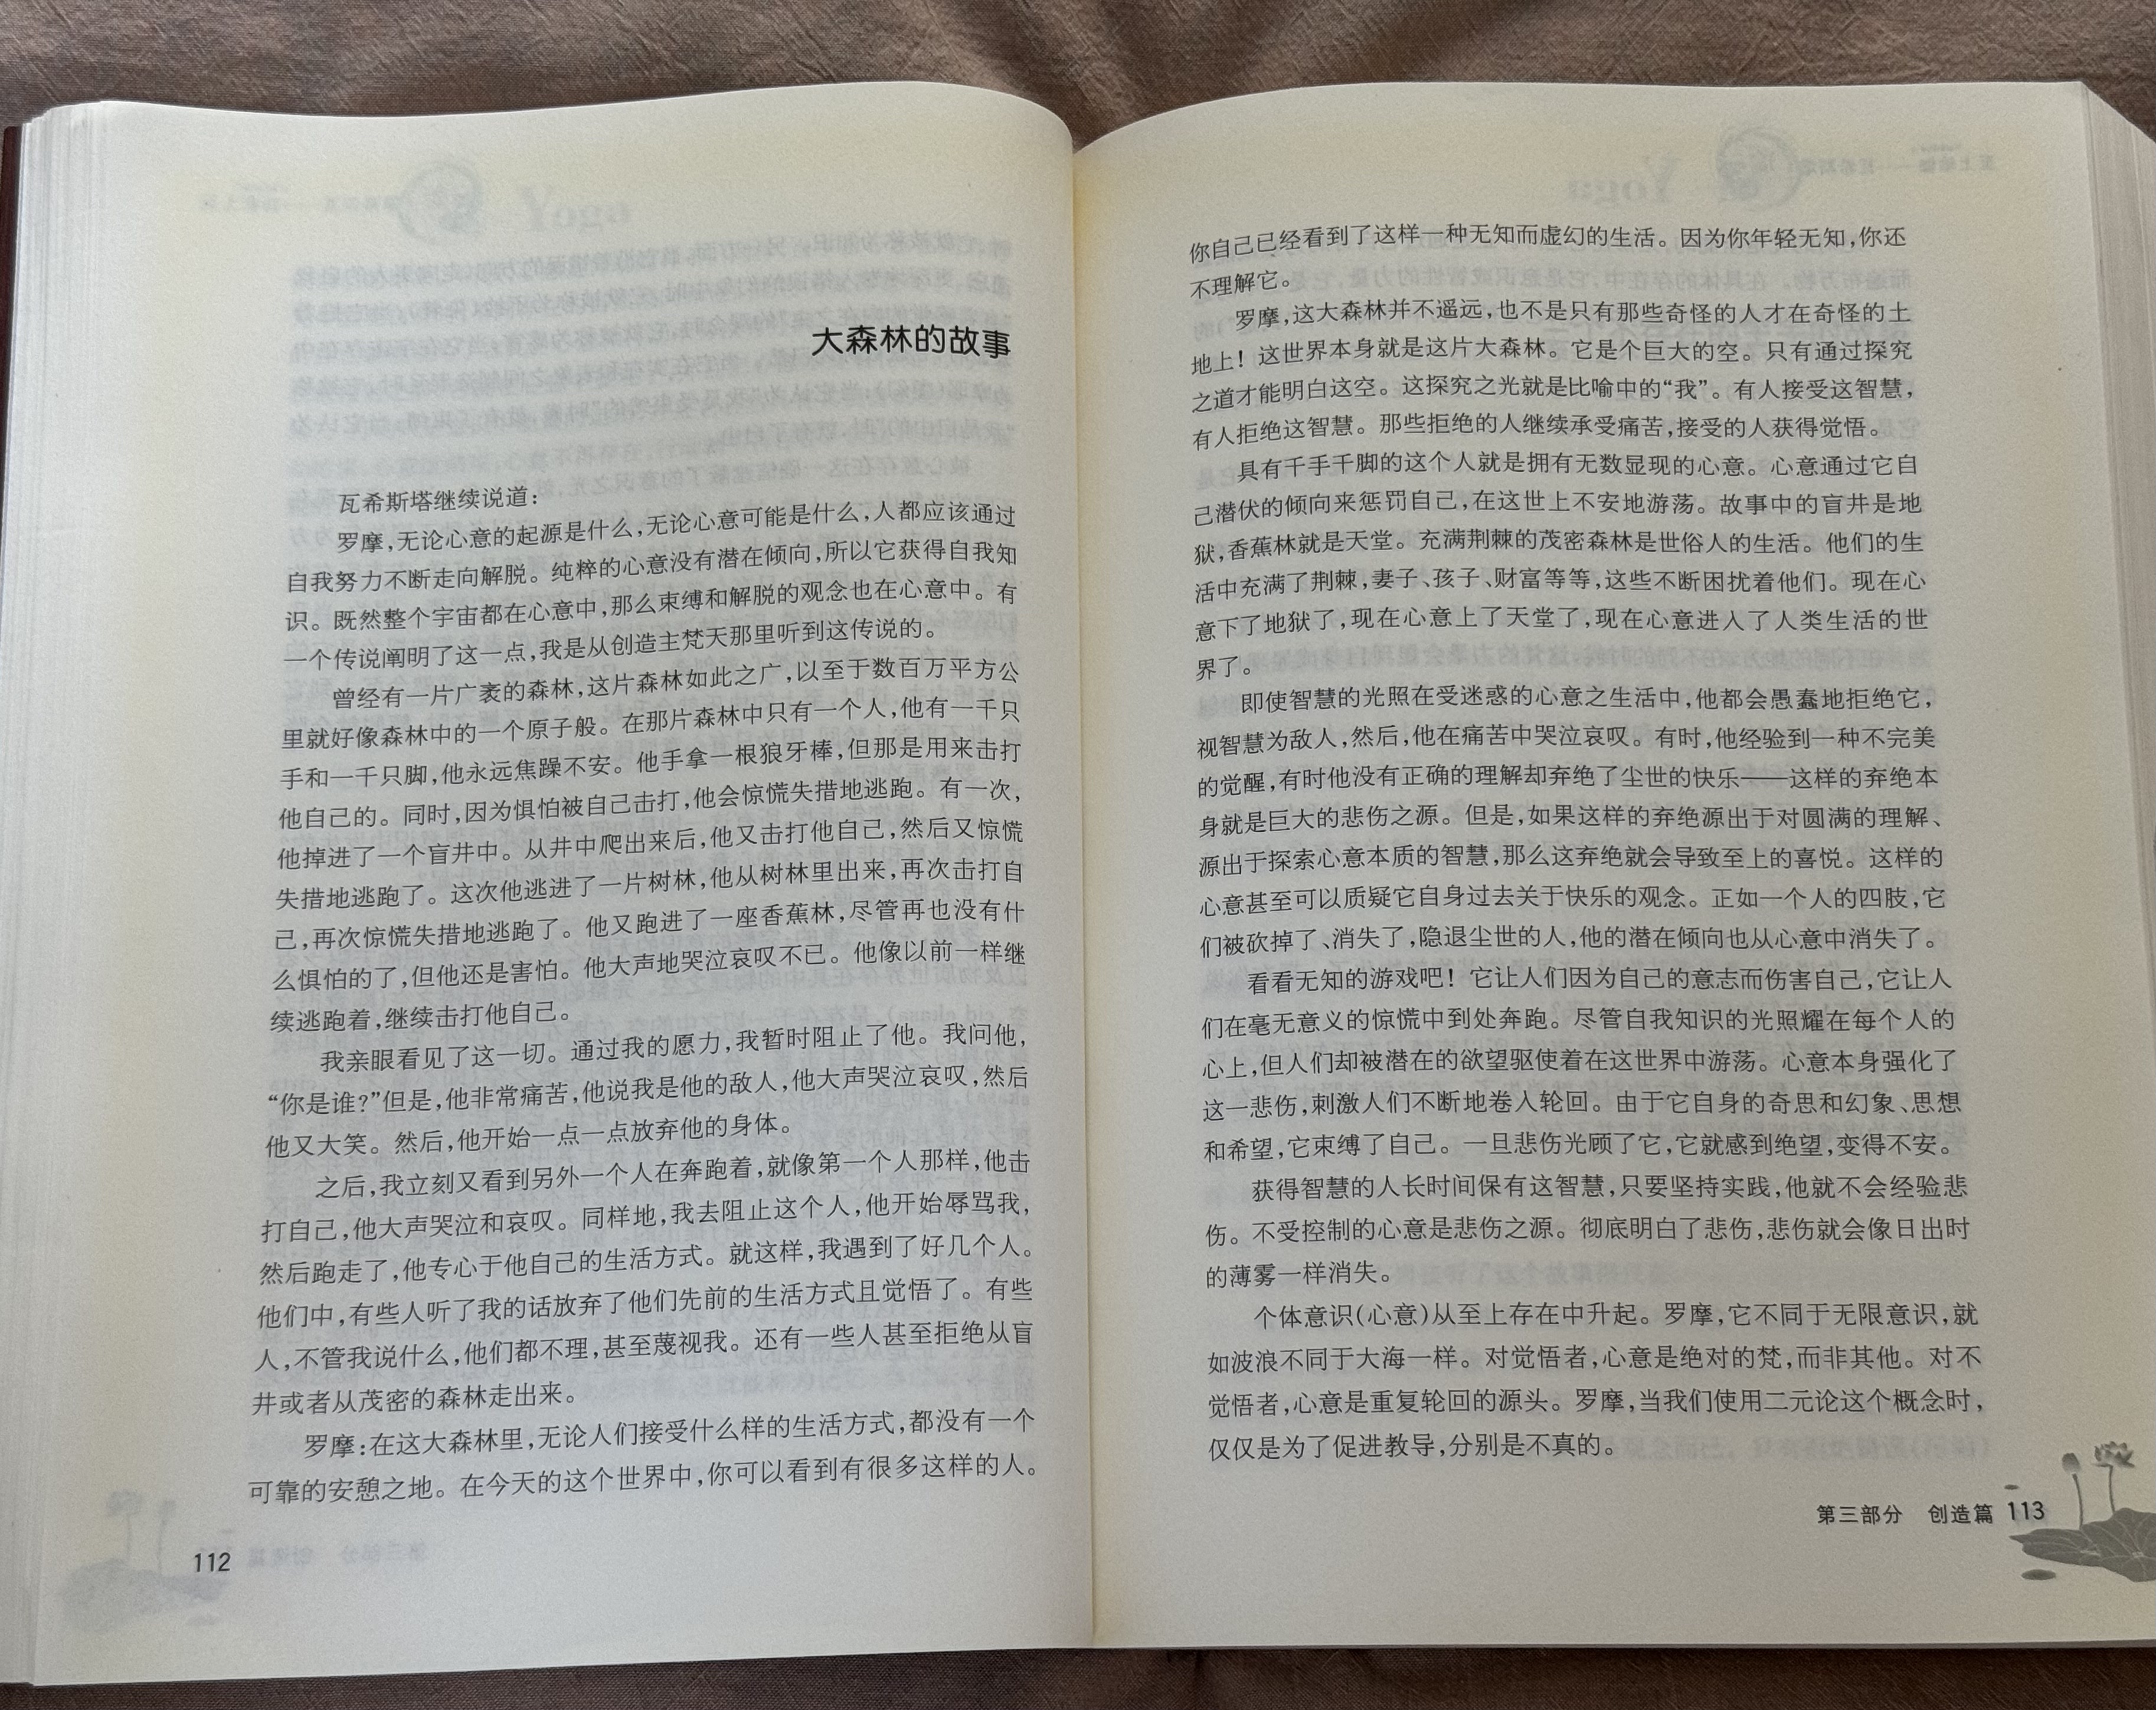 大森林的故事
瓦希斯塔继续说道：
罗摩，无论心意的起源是什么，无论心意可能是什么，人都应该通过
自我努力不断走向解脱。纯粹的心意没有潜在倾向，所以它获得自我知
识。既然整个宇宙都在心意中，那么束缚和解脱的观念也在心意中。有
一个传说阐明了这一点，我是从创造主梵天那里听到这传说的。
曾经有一片广袤的森林，这片森林如此之广，以至于数百万平方公
里就好像森林中的一个原子般。在那片森林中只有一个人，他有一千只
手和一千只脚，他永远焦躁不安。他手拿一根狼牙棒，但那是用来击打
他自己的。同时，因为惧怕被自己击打，他会惊慌失措地逃跑。有一次，
他掉进了一个盲井中。从井中爬出来后，他又击打他自己，然后又惊慌
失措地逃跑了。这次他逃进了一片树林，他从树林里出来，再次击打自
己，再次惊慌失措地逃跑了。他又跑进了一座香蕉林，尽管再也没有什
么惧怕的了，但他还是害怕。他大声地哭泣哀叹不已。他像以前一样继
续逃跑着，继续击打他自己。
我亲眼看见了这一切。通过我的愿力，我暂时阻止了他。我问他，
“你是谁？”但是，他非常痛苦，他说我是他的敌人，他大声哭泣哀叹，然后
他又大笑。然后，他开始一点一点放弃他的身体。
之后，我立刻又看到另外一个人在奔跑着，就像第一个人那样，他击
打自己，他大声哭泣和哀叹。同样地，我去阻止这个人，他开始辱骂我，
然后跑走了，他专心于他自己的生活方式。就这样，我遇到了好几个人。
他们中，有些人听了我的话放弃了他们先前的生活方式且觉悟了。有些
人，不管我说什么，他们都不理，甚至蔑视我。还有一些人甚至拒绝从盲
井或者从茂密的森林走出来。
罗摩：在这大森林里，无论人们接受什么样的生活方式，都没有一个
可靠的安憩之地。在今天的这个世界中，你可以看到有很多这样的人。
112
你自己已经看到了这样一种无知而虚幻的生活。因为你年轻无知，你还
不理解它。
罗摩，这大森林并不遥远，也不是只有那些奇怪的人才在奇怪的土
地上！这世界本身就是这片大森林。它是个巨大的空。只有通过探究
之道才能明白这空。这探究之光就是比喻中的“我”。有人接受这智慧，
有人拒绝这智慧。那些拒绝的人继续承受痛苦，接受的人获得觉悟。
具有千手千脚的这个人就是拥有无数显现的心意。心意通过它自
己潜伏的倾向来惩罚自己，在这世上不安地游荡。故事中的盲井是地
狱，香蕉林就是天堂。充满荆棘的茂密森林是世俗人的生活。他们的生
活中充满了荆棘，妻子、孩子、财富等等，这些不断困扰着他们。现在心
意下了地狱了，现在心意上了天堂了，现在心意进入了人类生活的世
界了。
即使智慧的光照在受迷惑的心意之生活中，他都会愚蠢地拒绝它，
视智慧为敌人，然后，他在痛苦中哭泣哀叹。有时，他经验到一种不完美
的觉醒，有时他没有正确的理解却弃绝了尘世的快乐——这样的弃绝本
身就是巨大的悲伤之源。但是，如果这样的弃绝源出于对圆满的理解、
源出于探索心意本质的智慧，那么这弃绝就会导致至上的喜悦。这样的
心意甚至可以质疑它自身过去关于快乐的观念。正如一个人的四肢，它
们被砍掉了、消失了，隐退尘世的人，他的潜在倾向也从心意中消失了。
看看无知的游戏吧！它让人们因为自己的意志而伤害自己，它让人
们在毫无意义的惊慌中到处奔跑。尽管自我知识的光照耀在每个人的
心上，但人们却被潜在的欲望驱使着在这世界中游荡。心意本身强化了
这一悲伤，刺激人们不断地卷入轮回。由于它自身的奇思和幻象、思想
和希望，它束缚了自己。一旦悲伤光顾了它，它就感到绝望，变得不安。
获得智慧的人长时间保有这智慧，只要坚持实践，他就不会经验悲
伤。不受控制的心意是悲伤之源。彻底明白了悲伤，悲伤就会像日出时
的薄雾一样消失。
个体意识（心意）从至上存在中升起。罗摩，它不同于无限意识，就
如波浪不同于大海一样。对觉悟者，心意是绝对的梵，而非其他。对不
觉悟者，心意是重复轮回的源头。罗摩，当我们使用二元论这个概念时，
仅仅是为了促进教导，分别是不真的。
第三部分　创造篇 113